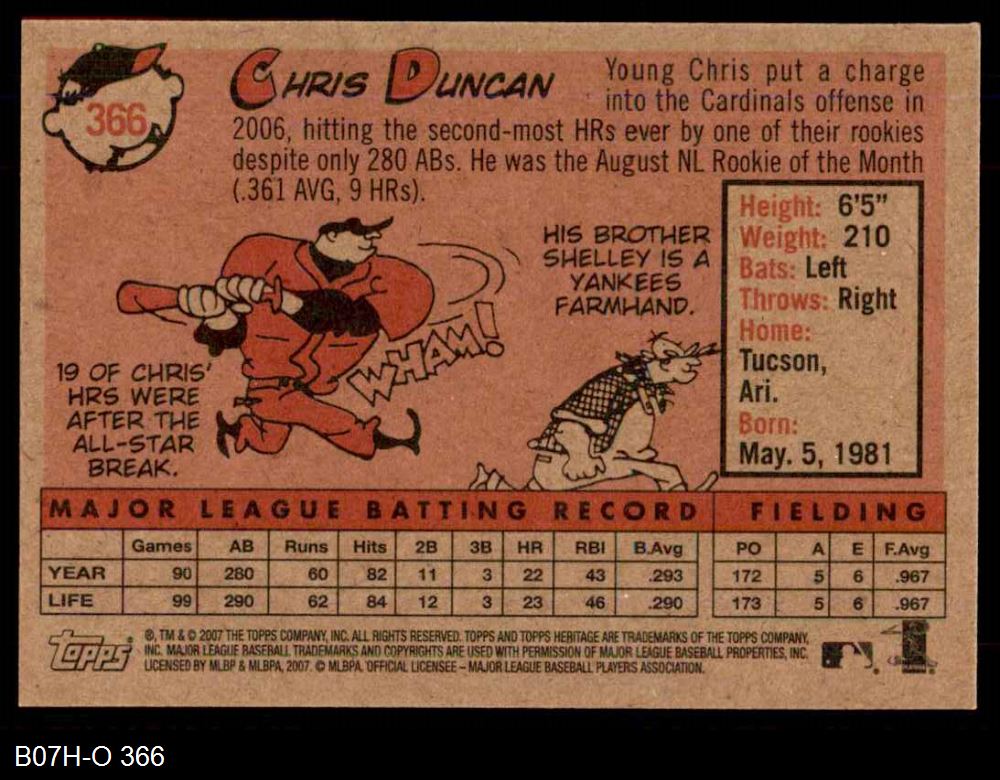 366
CHRIS DUNCAN
Young Chris put a charge
into the Cardinals offense in
2006, hitting the second-most HRs ever by one of their rookies
despite only 280 ABs. He was the August NL Rookie of the Month
(.361 AVG, 9 HRs).
Height: 6'5"
Weight: 210
Bats: Left
Throws: Right
Home:
Tucson,
Ari.
Born:
May. 5, 1981
HIS BROTHER
SHELLEY IS A
YANKEES
FARMHAND.
WHAM!
19 OF CHRIS'
HRS WERE
AFTER THE
ALL-STAR
BREAK.
MAJOR LEAGUE BATTING RECORD FIELDING
Games AB Runs Hits 2B 3B HR RBI B.Avg PO A E F.Avg
YEAR 90 280 60 82 11 3 22 43 .293 172 5 6 .967
LIFE 99 290 62 84 12 3 23 46 .290 173 5 6 .967
Topps
®, TM & © 2007 THE TOPPS COMPANY, INC. ALL RIGHTS RESERVED. TOPPS AND TOPPS HERITAGE ARE TRADEMARKS OF THE TOPPS COMPANY,
INC. MAJOR LEAGUE BASEBALL TRADEMARKS AND COPYRIGHTS ARE USED WITH PERMISSION OF MAJOR LEAGUE BASEBALL PROPERTIES, INC.
LICENSED BY MLBP & MLBPA, 2007. © MLBPA. OFFICIAL LICENSEE – MAJOR LEAGUE BASEBALL PLAYERS ASSOCIATION.
B07H-O 366